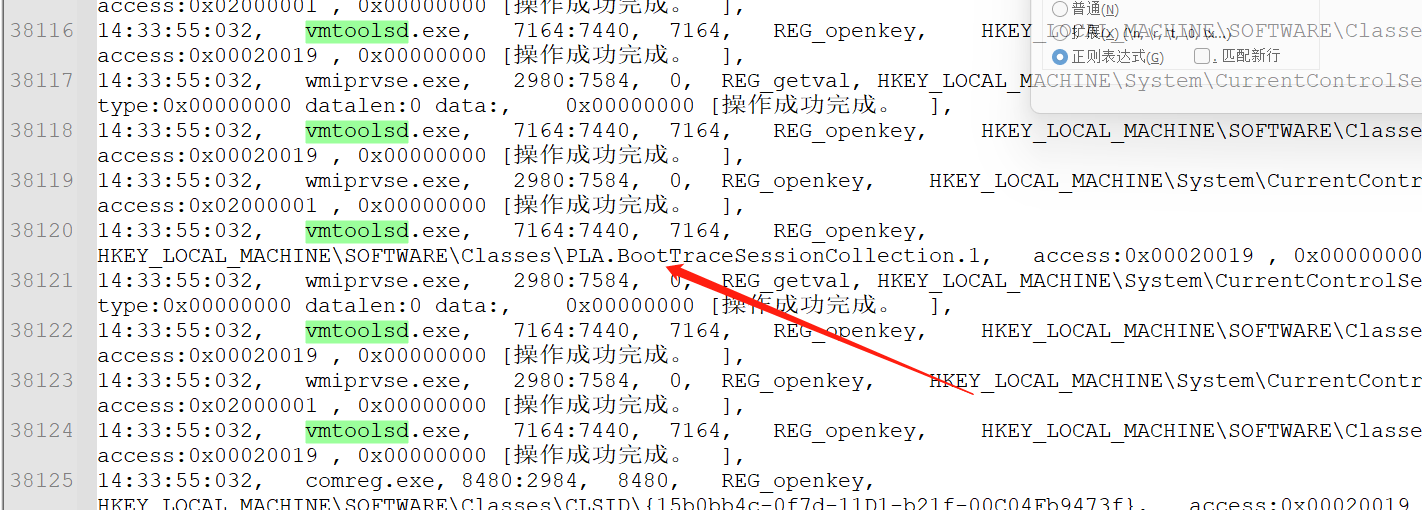 access:0x02000001 , 0x00000000 [操作成功完成。 ],
38116 14:33:55:032, vmtoolsd.exe, 7164:7440, 7164, REG_openkey, HKEY_LOCAL_MACHINE\SOFTWARE\Classe
access:0x00020019 , 0x00000000 [操作成功完成。 ],
38117 14:33:55:032, wmiprvse.exe, 2980:7584, 0, REG_getval, HKEY_LOCAL_MACHINE\System\CurrentControlSe
type:0x00000000 datalen:0 data:, 0x00000000 [操作成功完成。 ],
38118 14:33:55:032, vmtoolsd.exe, 7164:7440, 7164, REG_openkey, HKEY_LOCAL_MACHINE\SOFTWARE\Classe
access:0x00020019 , 0x00000000 [操作成功完成。 ],
38119 14:33:55:032, wmiprvse.exe, 2980:7584, 0, REG_openkey, HKEY_LOCAL_MACHINE\System\CurrentContr
access:0x02000001 , 0x00000000 [操作成功完成。 ],
38120 14:33:55:032, vmtoolsd.exe, 7164:7440, 7164, REG_openkey,
HKEY_LOCAL_MACHINE\SOFTWARE\Classes\PLA.BootTraceSessionCollection.1, access:0x00020019 , 0x00000000
38121 14:33:55:032, wmiprvse.exe, 2980:7584, 0, REG_getval, HKEY_LOCAL_MACHINE\System\CurrentControlSe
type:0x00000000 datalen:0 data:, 0x00000000 [操作成功完成。 ],
38122 14:33:55:032, vmtoolsd.exe, 7164:7440, 7164, REG_openkey, HKEY_LOCAL_MACHINE\SOFTWARE\Classe
access:0x00020019 , 0x00000000 [操作成功完成。 ],
38123 14:33:55:032, wmiprvse.exe, 2980:7584, 0, REG_openkey, HKEY_LOCAL_MACHINE\System\CurrentContr
access:0x02000001 , 0x00000000 [操作成功完成。 ],
38124 14:33:55:032, vmtoolsd.exe, 7164:7440, 7164, REG_openkey, HKEY_LOCAL_MACHINE\SOFTWARE\Classe
access:0x00020019 , 0x00000000 [操作成功完成。 ],
38125 14:33:55:032, comreg.exe, 8480:2984, 8480, REG_openkey,
HKEY_LOCAL_MACHINE\SOFTWARE\Classes\CLSID\{15b0bb4c-0f7d-11D1-b21f-00C04Fb9473f}, access:0x00020019
普通(N)
扩展(X) (\n, \r, \t, \0, \x...)
正则表达式(G) . 匹配新行